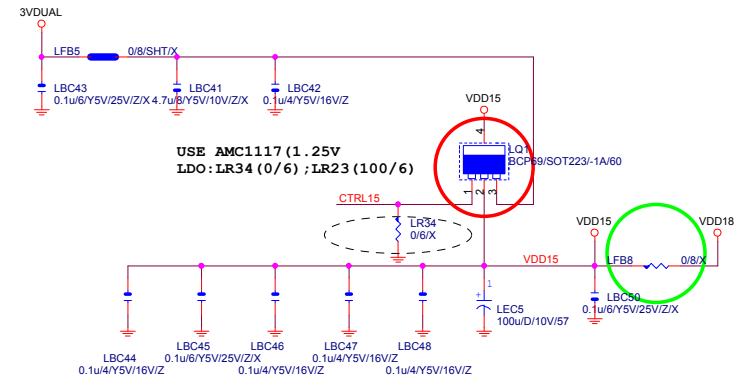 3VDUAL
LFB5 0/8/SHT/X
LBC43
0.1u/6/Y5V/25V/Z/X
LBC41
4.7u/8/Y5V/10V/Z/X
LBC42
0.1u/4/Y5V/16V/Z
VDD15
4
LQ1
BCP69/SOT223/-1A/60
USE AMC1117(1.25V
LDO:LR34(0/6);LR23(100/6)
1 2 3
CTRL15
LR34
0/6/X
VDD15
VDD15
VDD18
LFB8 0/8/X
LBC50
0.1u/6/Y5V/25V/Z/X
1
+
LEC5
100u/D/10V/57
LBC44
0.1u/4/Y5V/16V/Z
LBC45
0.1u/6/Y5V/25V/Z/X
LBC46
0.1u/4/Y5V/16V/Z
LBC47
0.1u/4/Y5V/16V/Z
LBC48
0.1u/4/Y5V/16V/Z